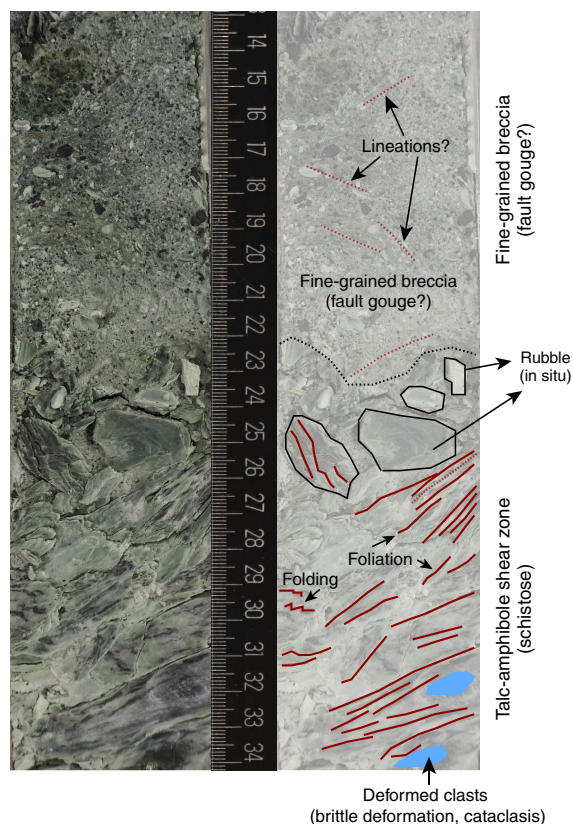 14
15
16
17
18
19
20
21
22
23
24
25
26
27
28
29
30
31
32
33
34
Lineations?
Fine-grained breccia
(fault gouge?)
Fine-grained breccia
(fault gouge?)
Rubble
(in situ)
Foliation
Folding
Talc-amphibole shear zone
(schistose)
Deformed clasts
(brittle deformation, cataclasis)